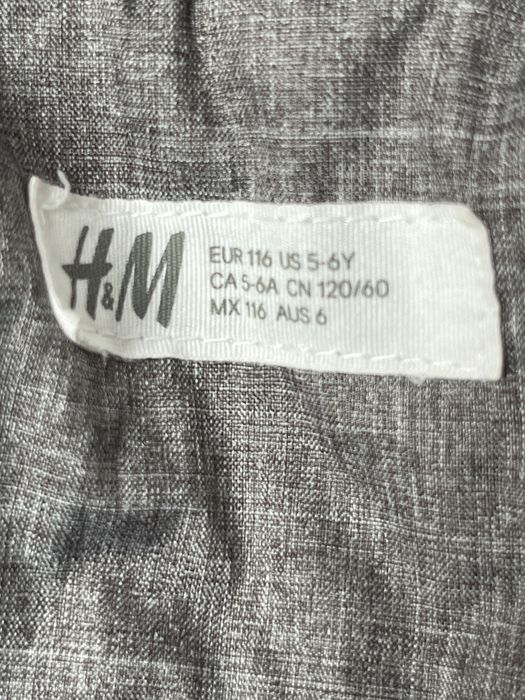 H&M
EUR 116 US 5-6Y
CA 5-6A CN 120/60
MX 116 AUS 6